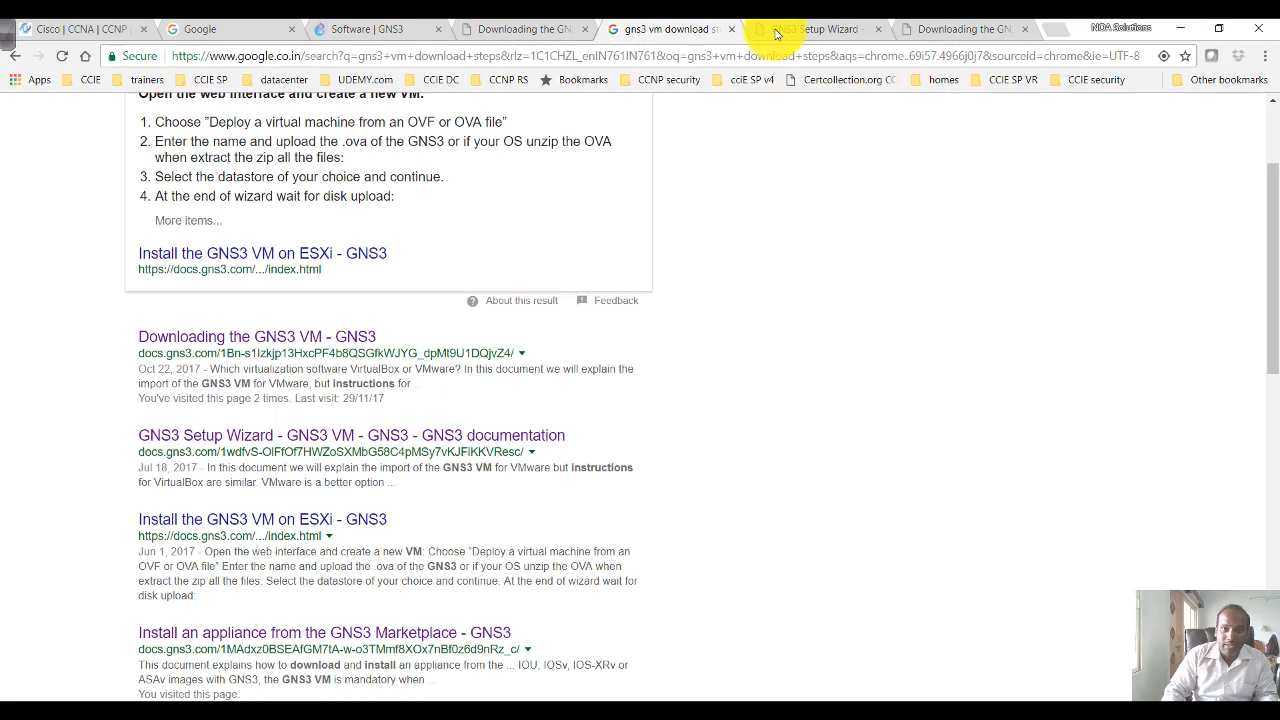 Cisco | CCNA | CCNP |
Google
Software | GNS3
Downloading the GN
gns3 vm download st
GNS3 Setup Wizard
Downloading the GN
NOA Solutions
Secure https://www.google.co.in/search?q=gns3+vm+download+steps&rlz=1C1CHZL_enIN761IN761&oq=gns3+vm+download+steps&aqs=chrome..69i57.4966j0j7&sourceid=chrome&ie=UTF-8
Apps CCIE trainers CCIE SP datacenter UDEMY.com CCIE CCNP RS Bookmarks CCNP security ccie SP v4 Certcollection.org homes CCIE SP VR CCIE security Other bookmarks
Open the web interface and create a new VM:
1. Choose "Deploy a virtual machine from an OVF or OVA file"
2. Enter the name and upload the .ova of the GNS3 or if your OS unzip the OVA
when extract the zip all the files:
3. Select the datastore of your choice and continue.
4. At the end of wizard wait for disk upload:
More items...
Install the GNS3 VM on ESXi - GNS3
https://docs.gns3.com/.../index.html
About this result Feedback
Downloading the GNS3 VM - GNS3
docs.gns3.com/1Bn-s1Izkjp13HxcPF4b8QSGfkWJYG_dpMt9U1DQjvZ4/
Oct 22, 2017 - Which virtualization software VirtualBox or VMware? In this document we will explain the
import of the GNS3 VM for VMware, but instructions for ...
You've visited this page 2 times. Last visit: 29/11/17
GNS3 Setup Wizard - GNS3 VM - GNS3 - GNS3 documentation
docs.gns3.com/1wdfvS-OlFfOf7HWZoSXMbG58C4pMSy7vKJFlKKVResc/
Jul 18, 2017 - In this document we will explain the import of the GNS3 VM for VMware but instructions
for VirtualBox are similar. VMware is a better option ...
Install the GNS3 VM on ESXi - GNS3
https://docs.gns3.com/.../index.html
Jun 1, 2017 - Open the web interface and create a new VM: Choose "Deploy a virtual machine from an
OVF or OVA file" Enter the name and upload the .ova of the GNS3 or if your OS unzip the OVA when
extract the zip all the files: Select the datastore of your choice and continue. At the end of wizard wait for
disk upload:
Install an appliance from the GNS3 Marketplace - GNS3
docs.gns3.com/1MAdxz0BSEAfGM7tA-w-o3TMmf8XOx7nBf0z6d9nRz_c/
This document explains how to download and install an appliance from the ... IOU, IOSv, IOS-XRv or
ASAv images with GNS3, the GNS3 VM is mandatory when ...
You visited this page.